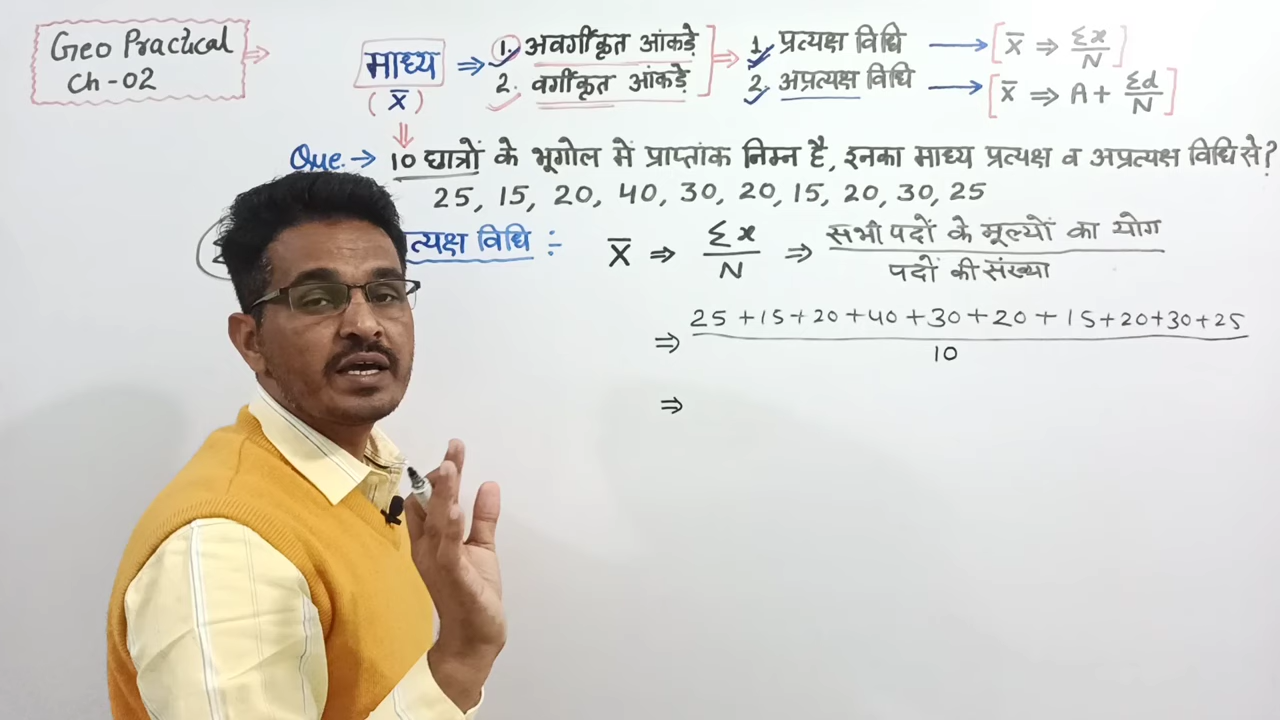 Geo Practical
Ch-02
माध्य
( x̄ )
⇒ 1. अवर्गीकृत आंकड़े
2. वर्गीकृत आंकड़े
⇒ 1. प्रत्यक्ष विधि → [ x̄ ⇒ Σx/N ]
2. अप्रत्यक्ष विधि → [ x̄ ⇒ A + Σd/N ]
Que. → 10 छात्रों के भूगोल में प्राप्तांक निम्न है, इनका माध्य प्रत्यक्ष व अप्रत्यक्ष विधि से?
25, 15, 20, 40, 30, 20, 15, 20, 30, 25
त्यक्ष विधि ÷ X̄ ⇒ Σx/N ⇒ सभी पदों के मूल्यों का योग
पदों की संख्या
⇒ 25 + 15 + 20 + 40 + 30 + 20 + 15 + 20 + 30 + 25
10
⇒